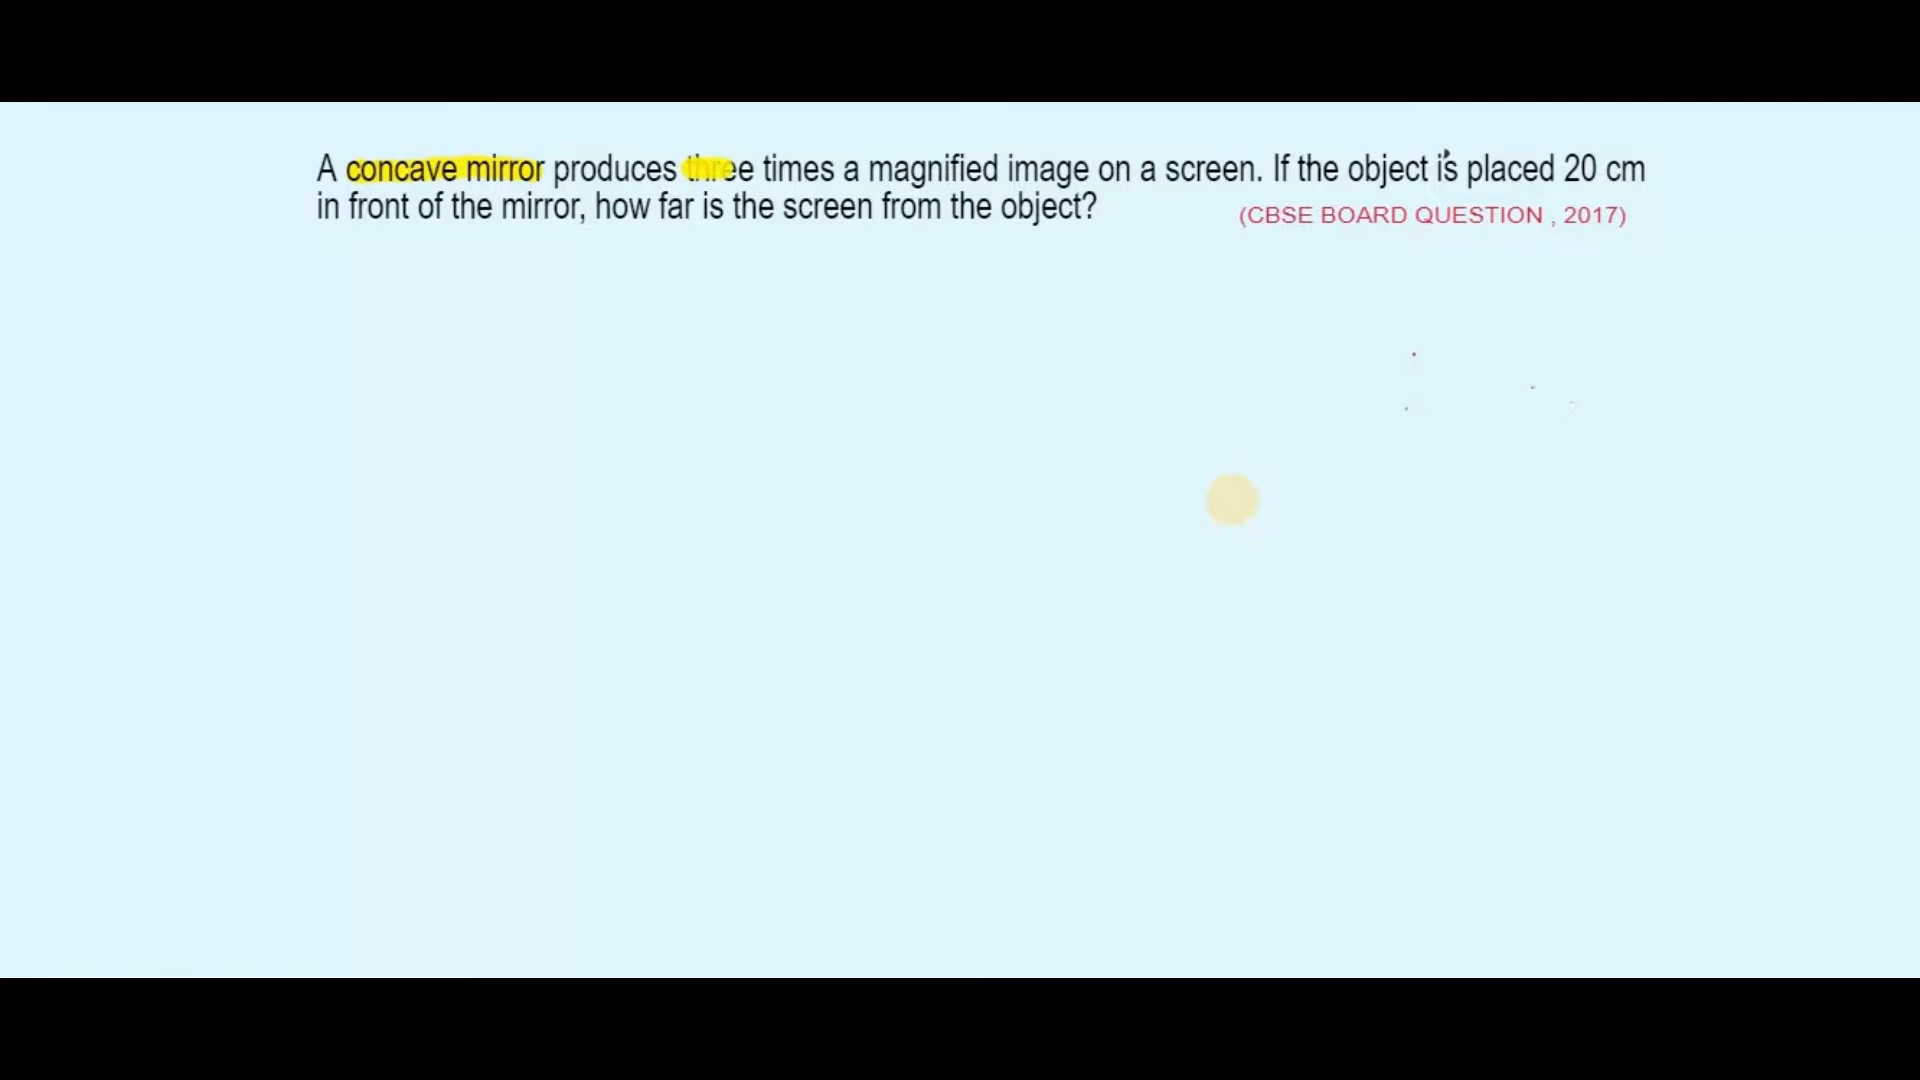 A concave mirror produces three times a magnified image on a screen. If the object is placed 20 cm
in front of the mirror, how far is the screen from the object?
(CBSE BOARD QUESTION , 2017)